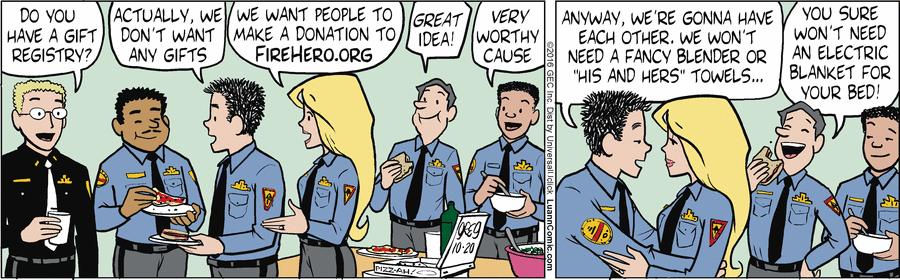 DO YOU
HAVE A GIFT
REGISTRY?
ACTUALLY, WE
DON'T WANT
ANY GIFTS
WE WANT PEOPLE TO
MAKE A DONATION TO
FIREHERO.ORG
GREAT
IDEA!
VERY
WORTHY
CAUSE
PIZZ-AH!
10-20
©2016 GEC Inc. Dist by Universal Uclick LuannComic.com
ANYWAY, WE'RE GONNA HAVE
EACH OTHER. WE WON'T
NEED A FANCY BLENDER OR
"HIS AND HERS" TOWELS...
YOU SURE
WON'T NEED
AN ELECTRIC
BLANKET FOR
YOUR BED!